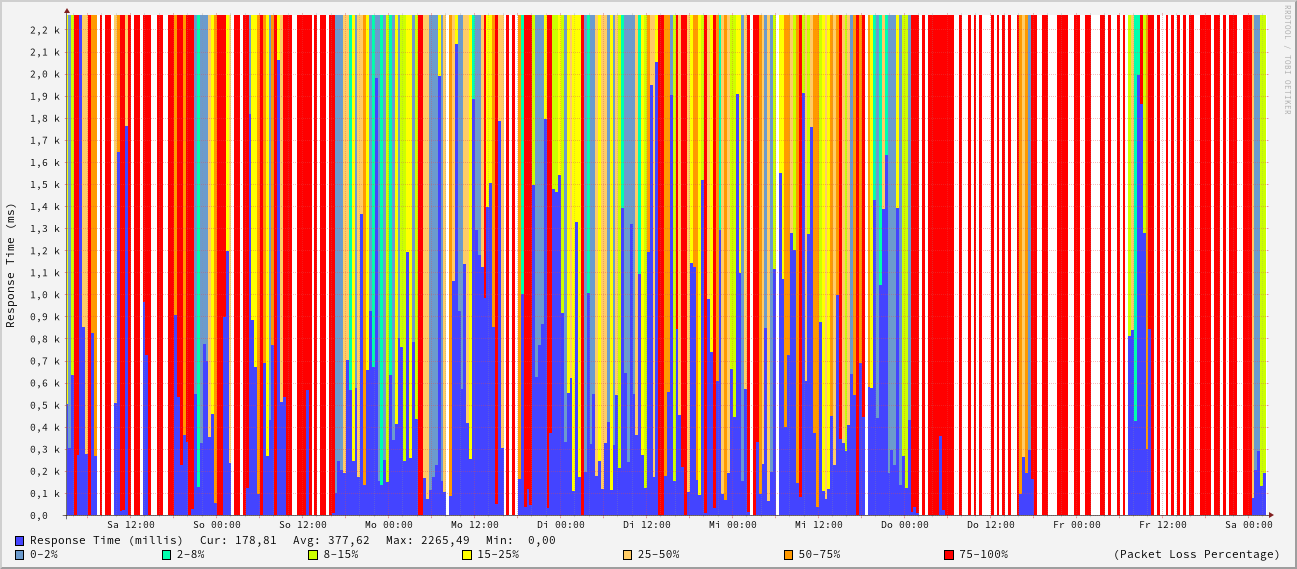 RRDTOOL / TOBI OETIKER
Response Time (ms)
2,2 k
2,1 k
2,0 k
1,9 k
1,8 k
1,7 k
1,6 k
1,5 k
1,4 k
1,3 k
1,2 k
1,1 k
1,0 k
0,9 k
0,8 k
0,7 k
0,6 k
0,5 k
0,4 k
0,3 k
0,2 k
0,1 k
0,0
Sa 12:00 So 00:00 So 12:00 Mo 00:00 Mo 12:00 Di 00:00 Di 12:00 Mi 00:00 Mi 12:00 Do 00:00 Do 12:00 Fr 00:00 Fr 12:00 Sa 00:00
Response Time (millis) Cur: 178,81 Avg: 377,62 Max: 2265,49 Min: 0,00
0-2% 2-8% 8-15% 15-25% 25-50% 50-75% 75-100% (Packet Loss Percentage)